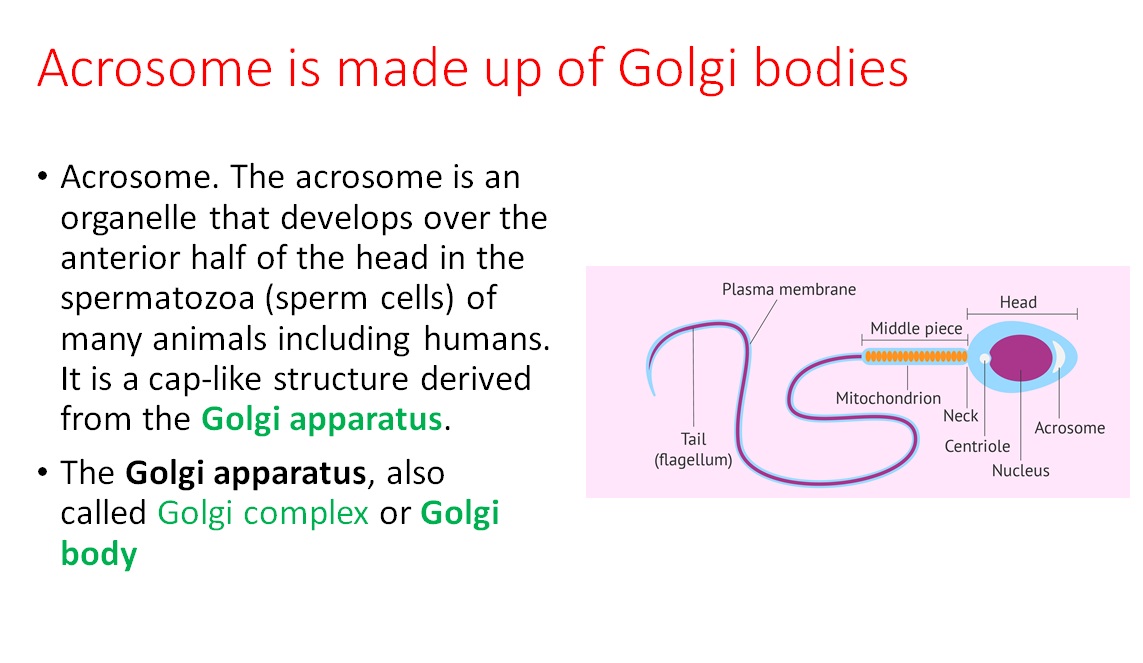 Acrosome is made up of Golgi bodies
• Acrosome. The acrosome is an
organelle that develops over the
anterior half of the head in the
spermatozoa (sperm cells) of
many animals including humans.
It is a cap-like structure derived
from the Golgi apparatus.
• The Golgi apparatus, also
called Golgi complex or Golgi
body
Plasma membrane
Head
Middle piece
Mitochondrion
Neck
Acrosome
Tail
(flagellum)
Centriole
Nucleus